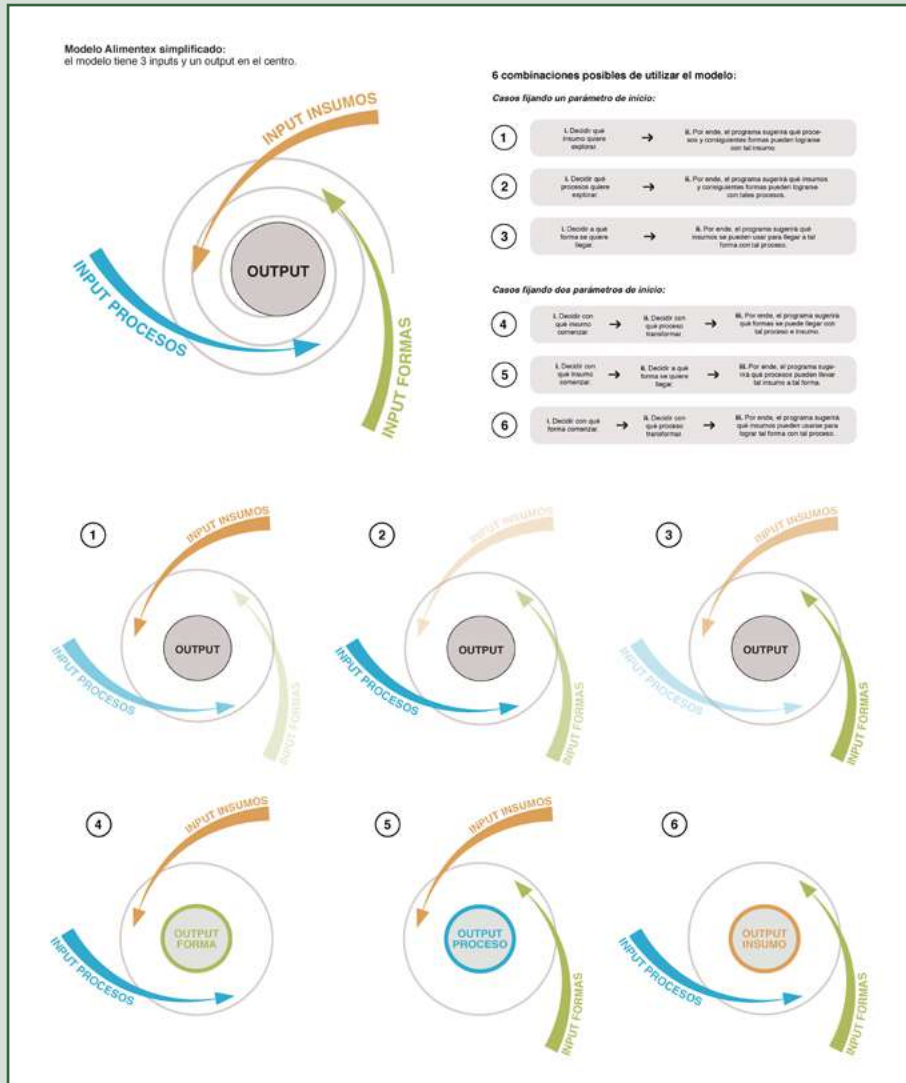 Modelo Alimentex simplificado:
el modelo tiene 3 inputs y un output en el centro.
INPUT INSUMOS
OUTPUT
INPUT PROCESOS
INPUT FORMAS
6 combinaciones posibles de utilizar el modelo:
Casos fijando un parámetro de inicio:
1
i. Decidir qué
insumo quiere
explorar.
→
ii. Por ende, el programa sugerirá qué proce-
sos y consiguientes formas pueden lograrse
con tal insumo
2
i. Decidir qué
procesos quiere
explorar.
→
ii. Por ende, el programa sugerirá qué insumos
y consiguientes formas pueden lograrse
con tales procesos.
3
i. Decidir a qué
forma se quiere
llegar.
→
ii. Por ende, el programa sugerirá qué
insumos se pueden usar para llegar a tal
forma con tal proceso.
Casos fijando dos parámetros de inicio:
4
i. Decidir con
qué insumo
comenzar.
→
ii. Decidir con
qué proceso
transformar.
→
iii. Por ende, el programa sugerirá
qué formas se puede llegar con
tal proceso e insumo.
5
i. Decidir con
qué insumo
comenzar.
→
ii. Decidir a qué
forma se quiere
llegar.
→
iii. Por ende, el programa suge-
rirá qué procesos pueden llevar
tal insumo a tal forma.
6
i. Decidir con qué
forma comenzar.
→
ii. Decidir con
qué proceso
transformar.
→
iii. Por ende, el programa sugerirá
qué insumos pueden usarse para
lograr tal forma con tal proceso.
1
INPUT INSUMOS
OUTPUT
INPUT PROCESOS
INPUT FORMAS
2
INPUT INSUMOS
OUTPUT
INPUT PROCESOS
INPUT FORMAS
3
INPUT INSUMOS
OUTPUT
INPUT PROCESOS
INPUT FORMAS
4
INPUT INSUMOS
OUTPUT
FORMA
INPUT PROCESOS
5
INPUT INSUMOS
OUTPUT
PROCESO
INPUT FORMAS
6
OUTPUT
INSUMO
INPUT PROCESOS
INPUT FORMAS